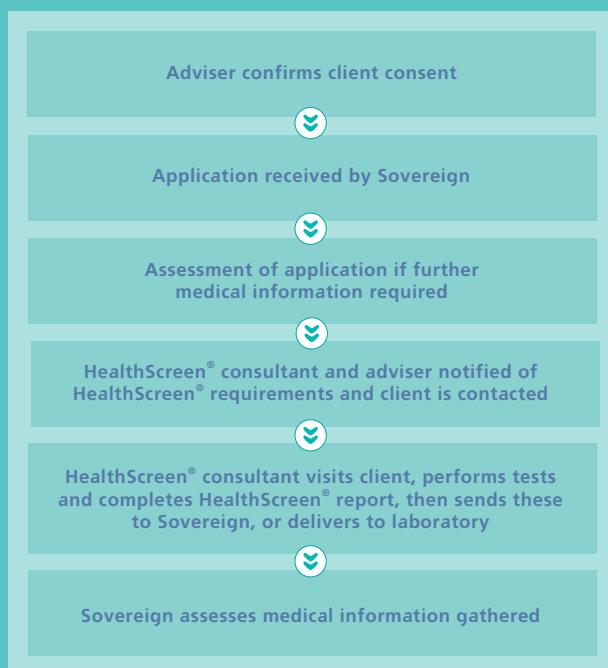 Adviser confirms client consent
Application received by Sovereign
Assessment of application if further
medical information required
HealthScreen® consultant and adviser notified of
HealthScreen® requirements and client is contacted
HealthScreen® consultant visits client, performs tests
and completes HealthScreen® report, then sends these
to Sovereign, or delivers to laboratory
Sovereign assesses medical information gathered